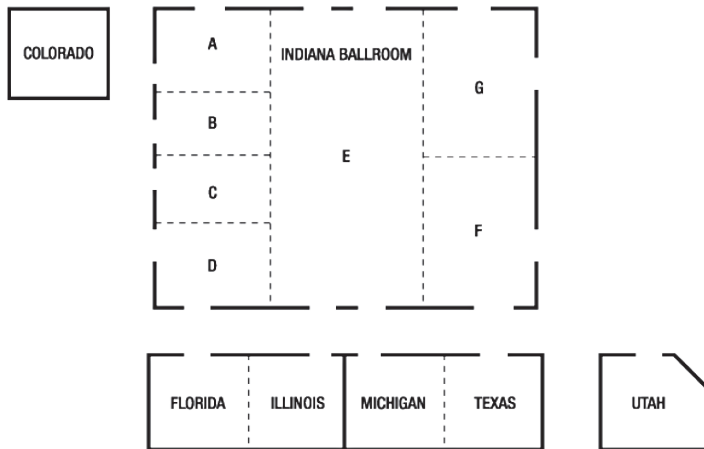 COLORADO
A
INDIANA BALLROOM
G
B
E
C
F
D
FLORIDA
ILLINOIS
MICHIGAN
TEXAS
UTAH